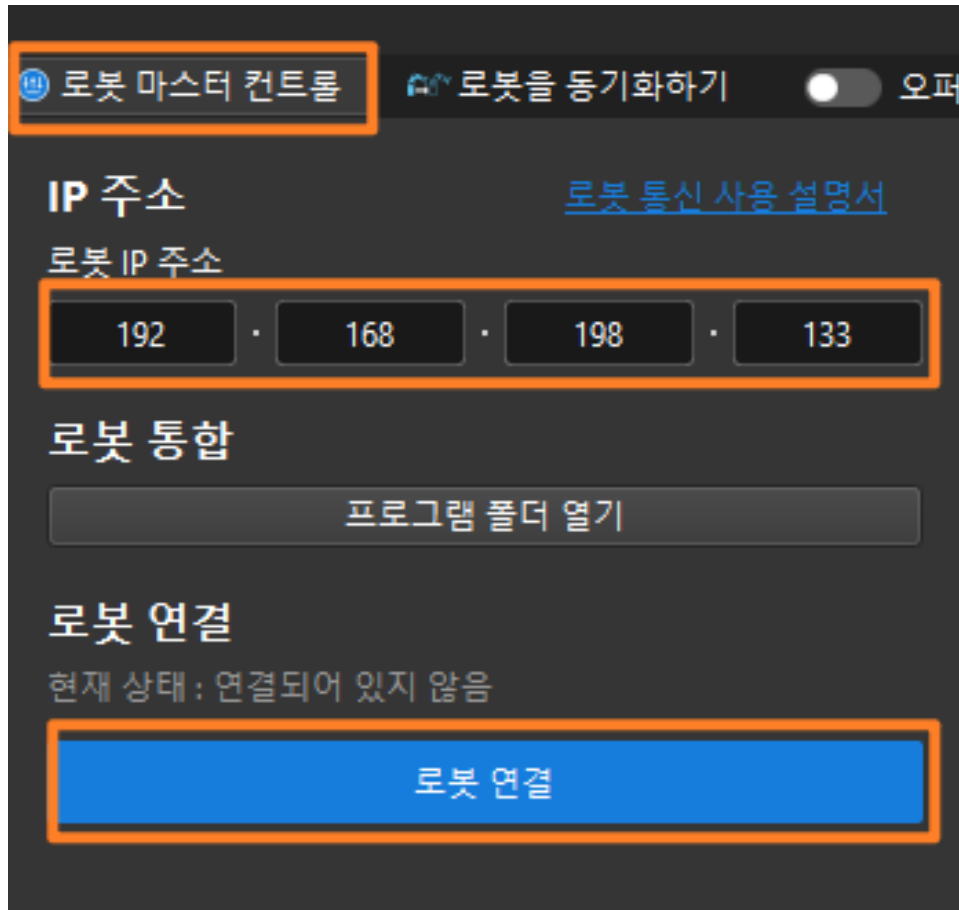 로봇 마스터 컨트롤 로봇을 동기화하기 오퍼
IP 주소 로봇 통신 사용 설명서
로봇 IP 주소
192 . 168 . 198 . 133
로봇 통합
프로그램 폴더 열기
로봇 연결
현재 상태 : 연결되어 있지 않음
로봇 연결